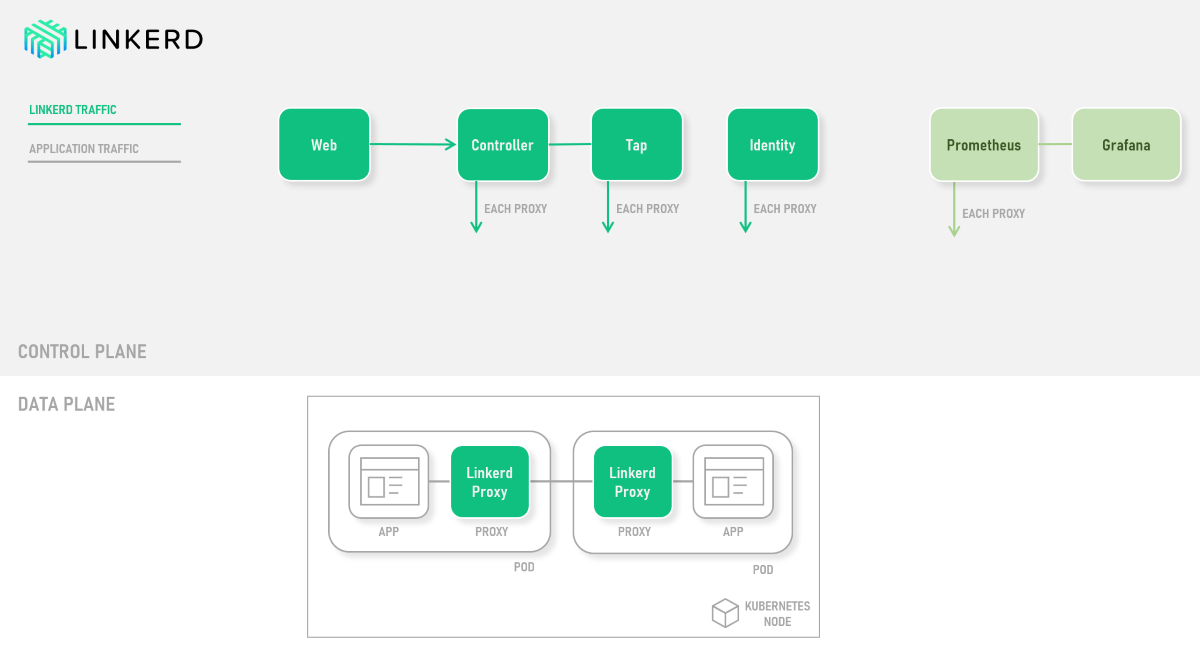 LINKERD
LINKERD TRAFFIC
APPLICATION TRAFFIC
Web
Controller
Tap
Identity
Prometheus
Grafana
EACH PROXY
EACH PROXY
EACH PROXY
EACH PROXY
CONTROL PLANE
DATA PLANE
Linkerd
Proxy
Linkerd
Proxy
APP
PROXY
PROXY
APP
POD
POD
KUBERNETES
NODE